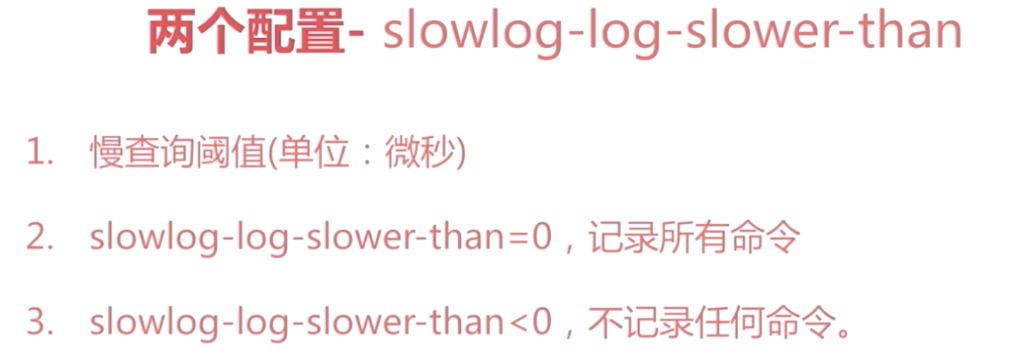 两个配置- slowlog-log-slower-than
1. 慢查询阈值(单位：微秒)
2. slowlog-log-slower-than=0，记录所有命令
3. slowlog-log-slower-than<0，不记录任何命令。